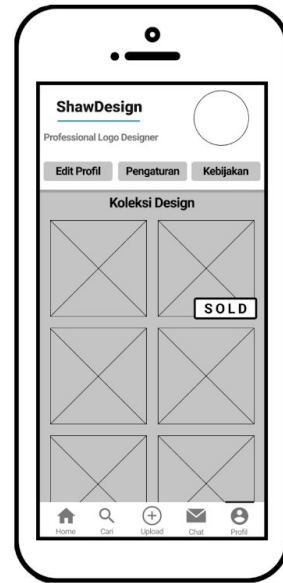 ShawDesign
Professional Logo Designer
Edit Profil Pengaturan Kebijakan
Koleksi Design
SOLD
Home Cari Upload Chat Profil